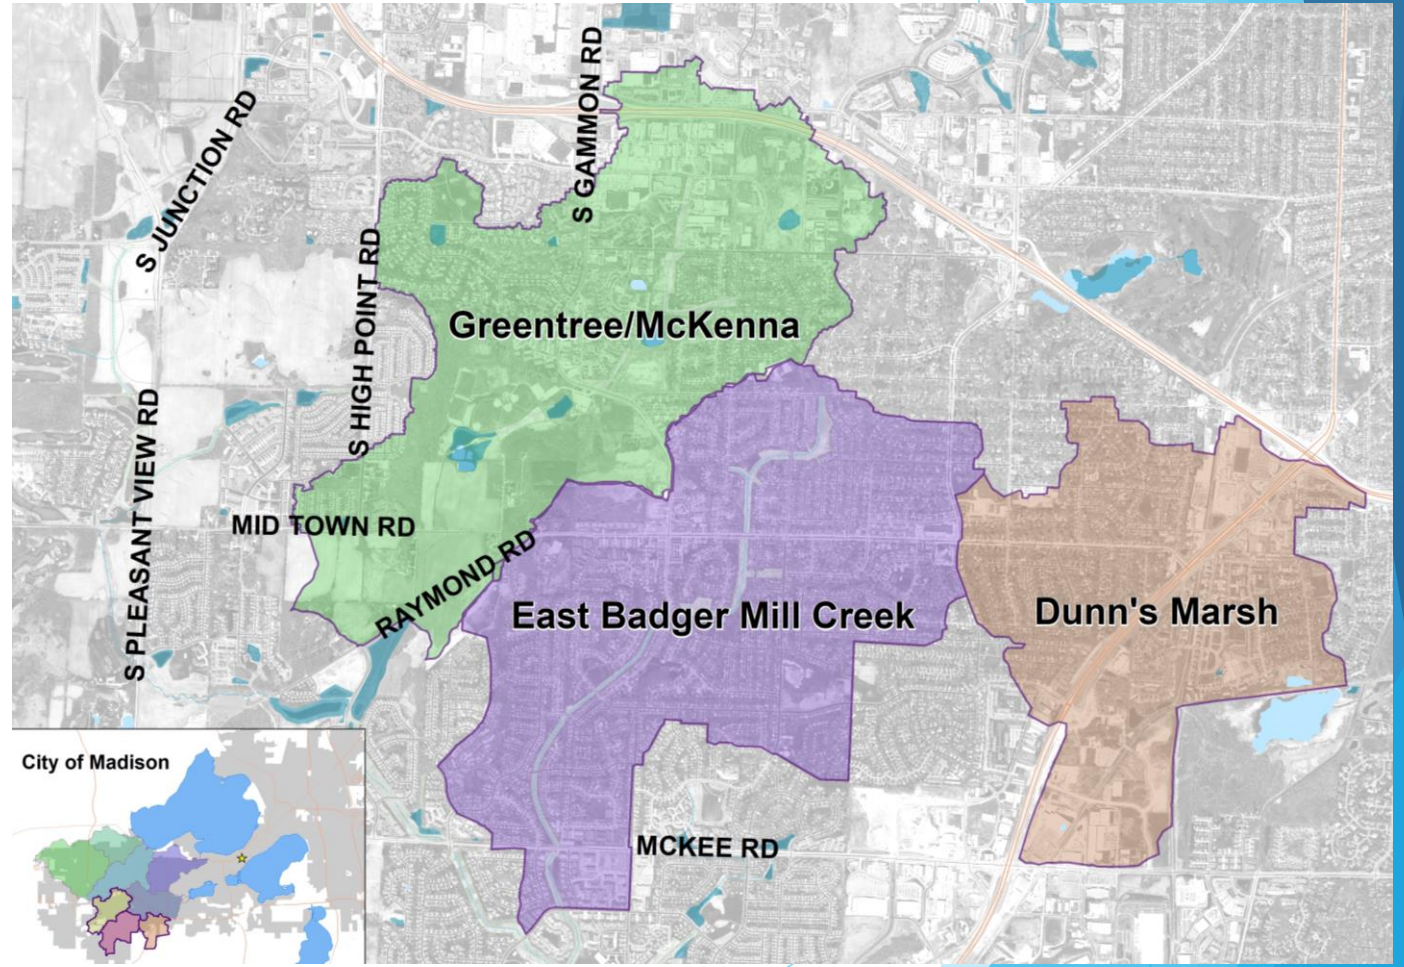 S GAMMON RD
S JUNCTION RD
S HIGH POINT RD
Greentree/McKenna
S PLEASANT VIEW RD
MID TOWN RD
RAYMOND RD
East Badger Mill Creek
Dunn's Marsh
MCKEE RD
City of Madison